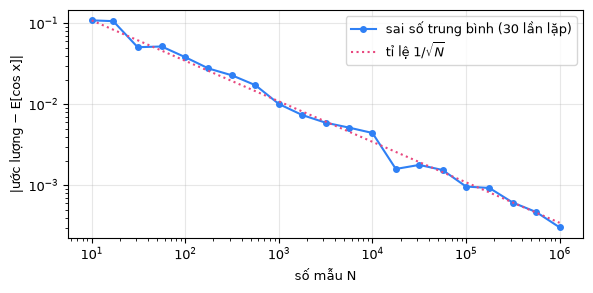 10⁻¹
10⁻²
10⁻³
|ước lượng − E[cos x]|
sai số trung bình (30 lần lặp)
tỉ lệ 1/√N
10¹ 10² 10³ 10⁴ 10⁵ 10⁶
số mẫu N